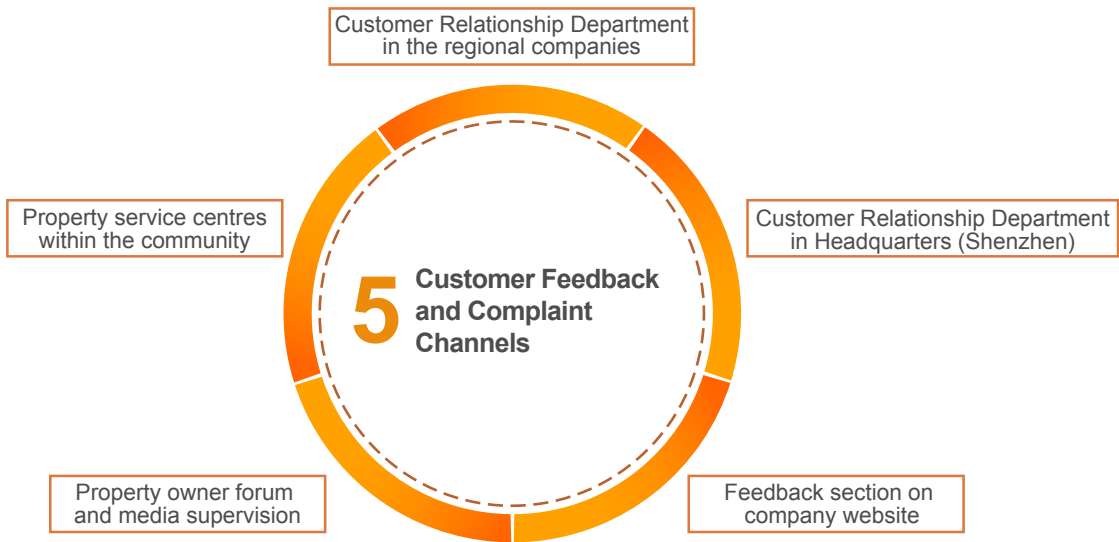 Customer Relationship Department
in the regional companies
Property service centres
within the community
Customer Relationship Department
in Headquarters (Shenzhen)
5
Customer Feedback
and Complaint
Channels
Property owner forum
and media supervision
Feedback section on
company website